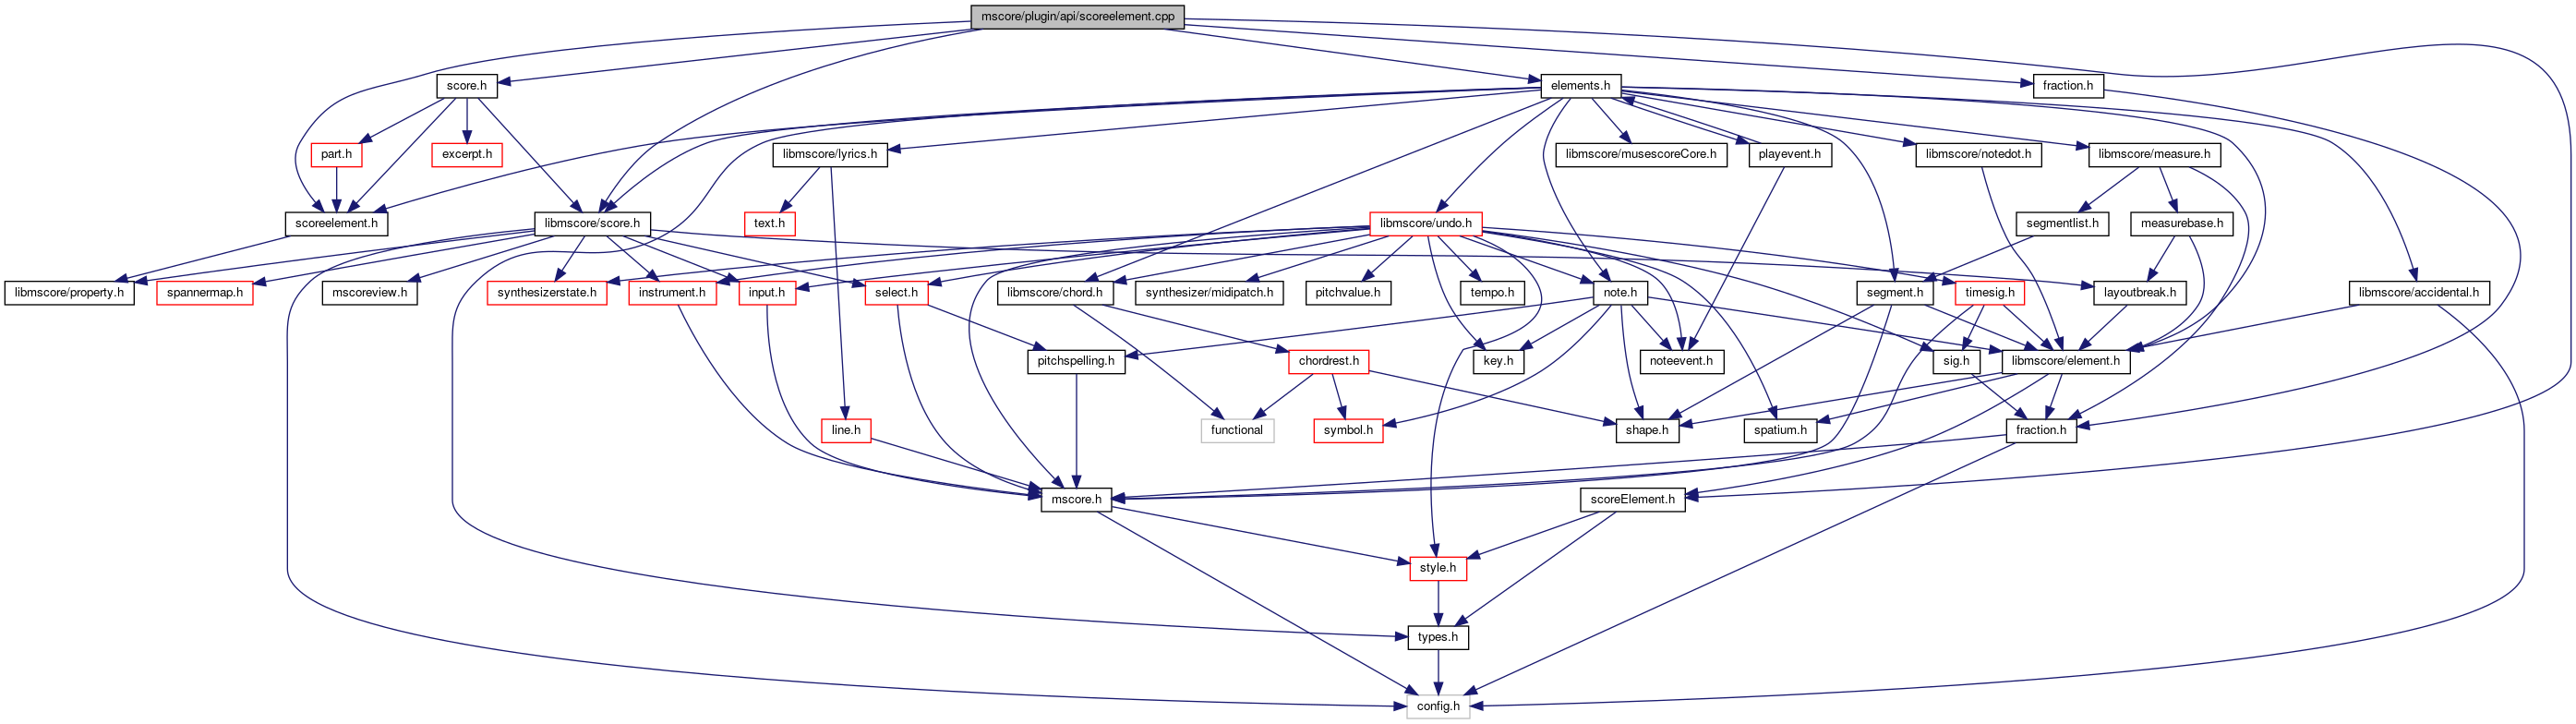 mscore/plugin/api/scoreelement.cpp
score.h
elements.h
fraction.h
part.h
excerpt.h
libmscore/lyrics.h
libmscore/musescoreCore.h
playevent.h
libmscore/notedot.h
libmscore/measure.h
scoreelement.h
libmscore/score.h
text.h
libmscore/undo.h
segmentlist.h
measurebase.h
libmscore/property.h
spannermap.h
mscoreview.h
synthesizerstate.h
instrument.h
input.h
select.h
libmscore/chord.h
synthesizer/midipatch.h
pitchvalue.h
tempo.h
note.h
segment.h
timesig.h
layoutbreak.h
libmscore/accidental.h
pitchspelling.h
chordrest.h
key.h
noteevent.h
sig.h
libmscore/element.h
line.h
functional
symbol.h
shape.h
spatium.h
fraction.h
mscore.h
scoreElement.h
style.h
types.h
config.h